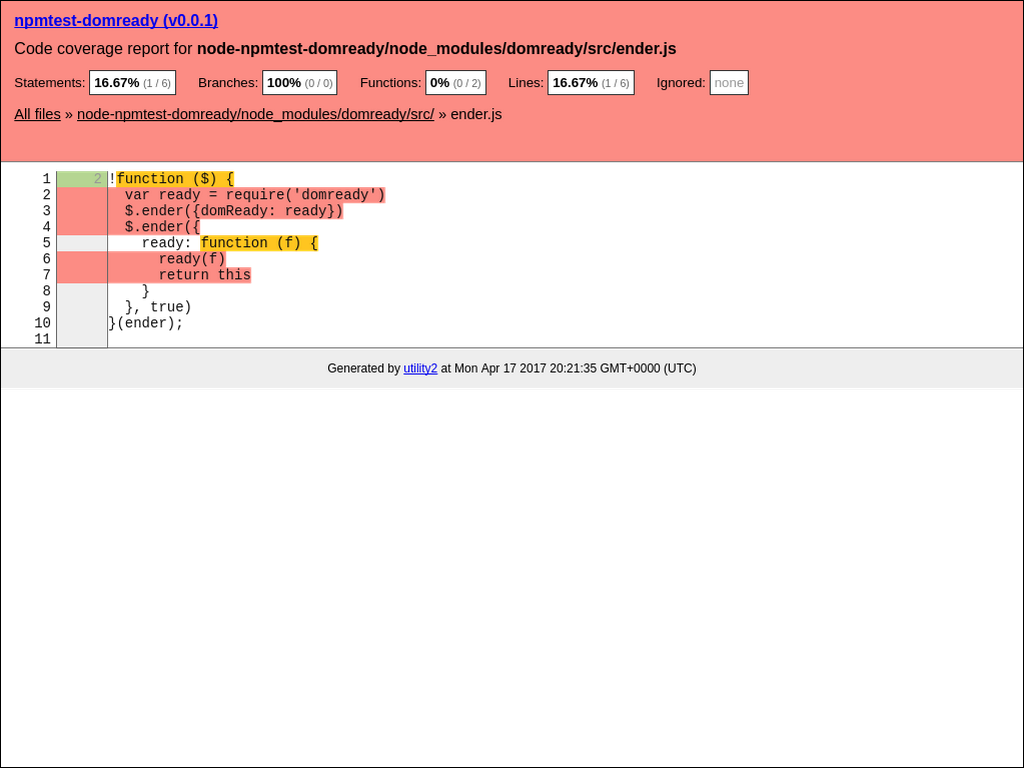 npmtest-domready (v0.0.1)
Code coverage report for node-npmtest-domready/node_modules/domready/src/ender.js
Statements: 16.67% (1 / 6) Branches: 100% (0 / 0) Functions: 0% (0 / 2) Lines: 16.67% (1 / 6) Ignored: none
All files » node-npmtest-domready/node_modules/domready/src/ » ender.js
1 2 !function ($) {
2   var ready = require('domready')
3   $.ender({domReady: ready})
4   $.ender({
5     ready: function (f) {
6       ready(f)
7       return this
8     }
9   }, true)
10 }(ender);
11
Generated by utility2 at Mon Apr 17 2017 20:21:35 GMT+0000 (UTC)